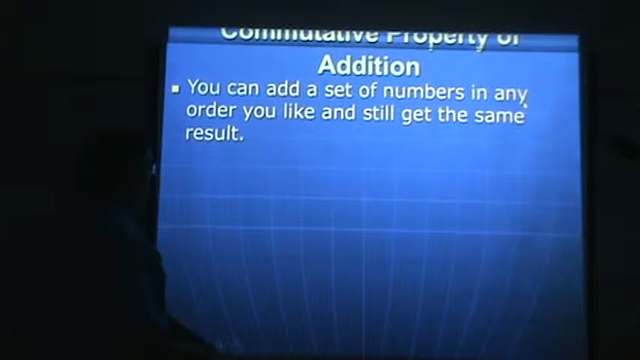 Commutative Property of
Addition
You can add a set of numbers in any
order you like and still get the same
result.